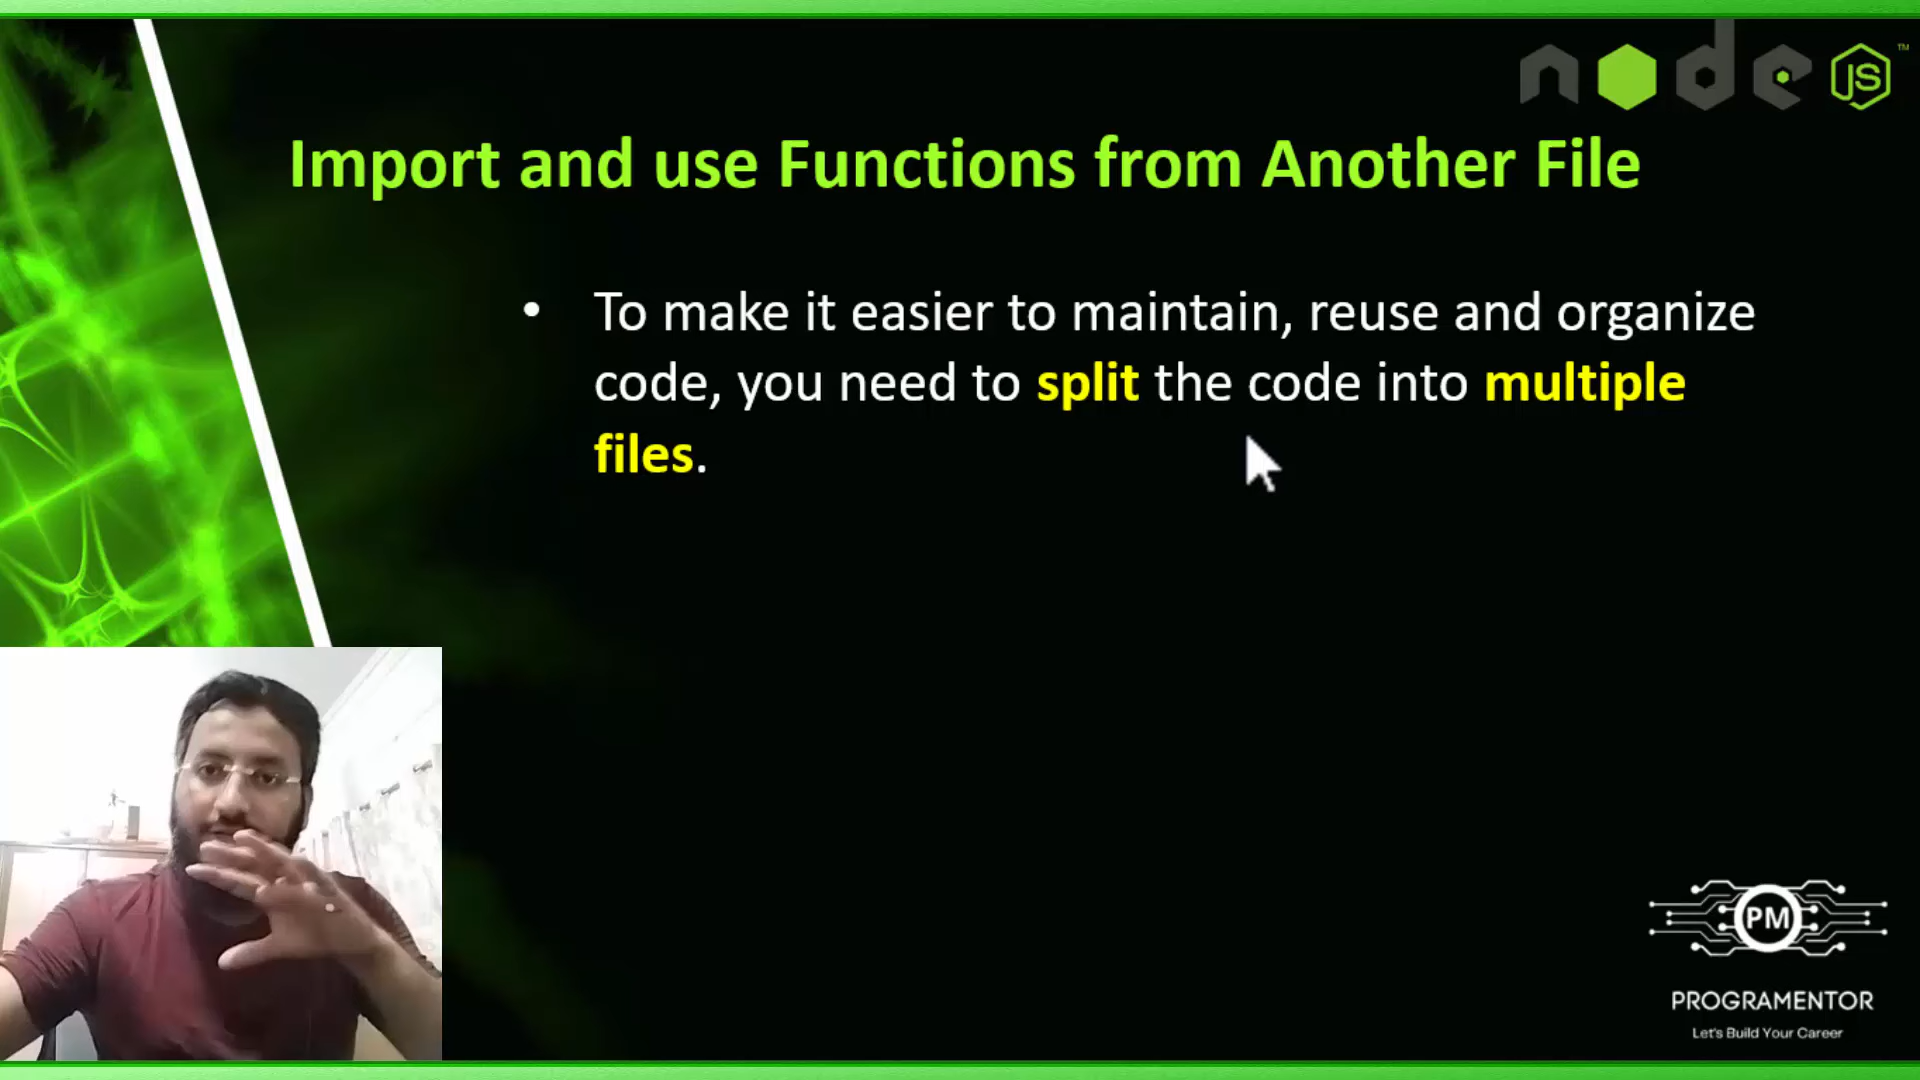 node JS ™
Import and use Functions from Another File
• To make it easier to maintain, reuse and organize
code, you need to split the code into multiple
files.
PM
PROGRAMENTOR
Let's Build Your Career